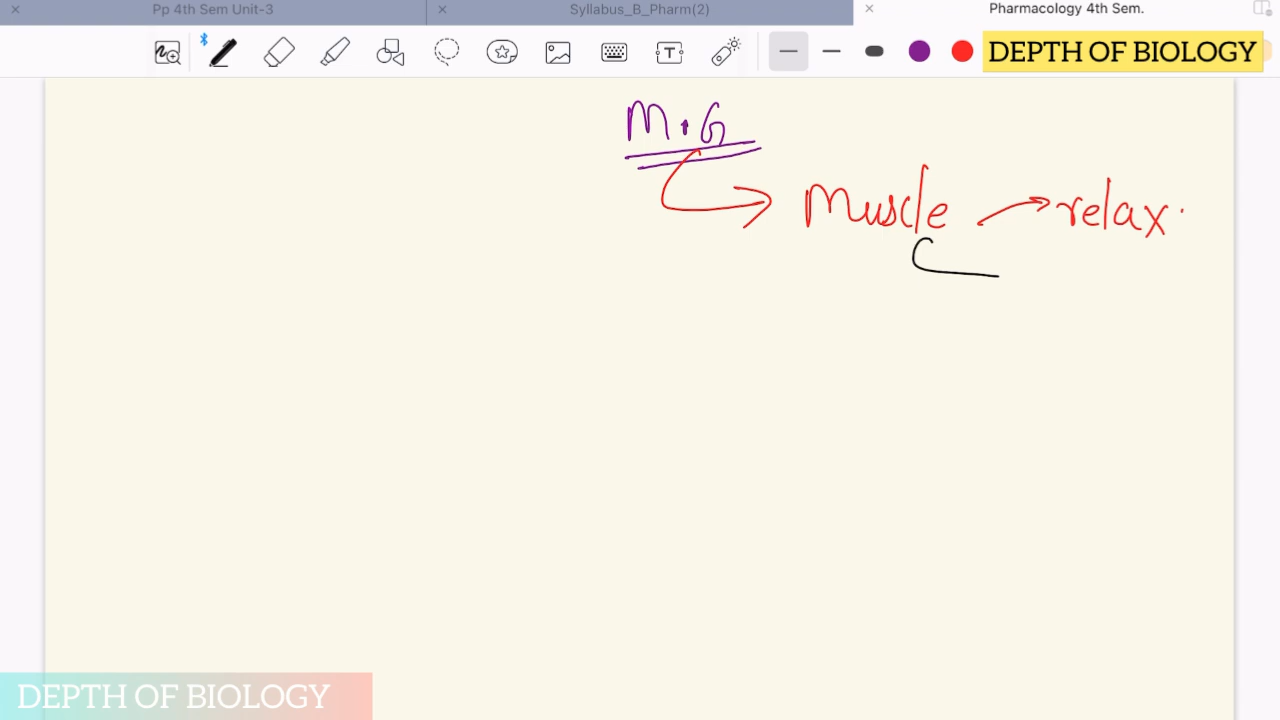 Pp 4th Sem Unit-3
Syllabus_B_Pharm(2)
Pharmacology 4th Sem.
T
DEPTH OF BIOLOGY
M.G
Muscle → relax.
DEPTH OF BIOLOGY